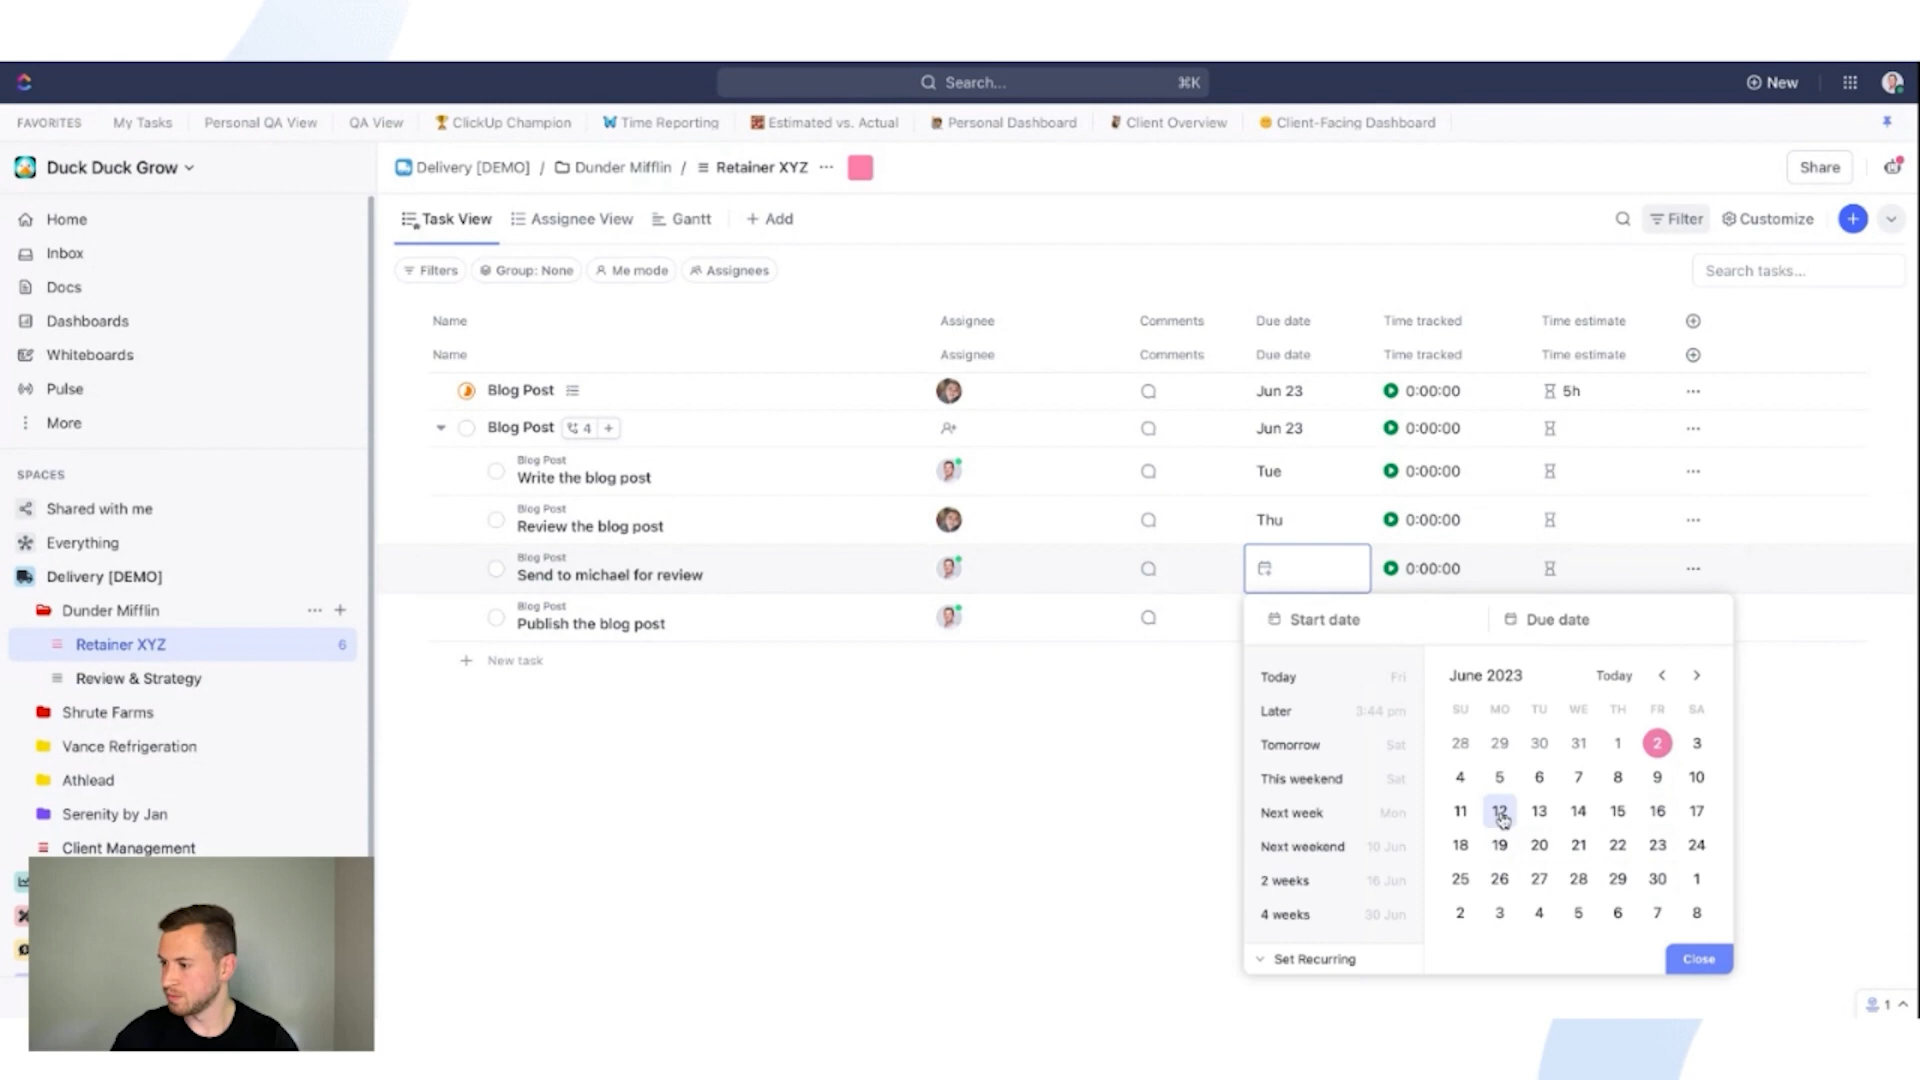 Search... ⌘K New
FAVORITES My Tasks Personal QA View QA View ClickUp Champion Time Reporting Estimated vs. Actual Personal Dashboard Client Overview Client-Facing Dashboard
Duck Duck Grow
Delivery [DEMO] / Dunder Mifflin / Retainer XYZ ... Share
Home
Inbox
Docs
Dashboards
Whiteboards
Pulse
More
SPACES
Shared with me
Everything
Delivery [DEMO]
Dunder Mifflin ... +
Retainer XYZ 6
Review & Strategy
Shrute Farms
Vance Refrigeration
Athlead
Serenity by Jan
Client Management
Task View Assignee View Gantt + Add Filter Customize +
Filters Group: None Me mode Assignees Search tasks...
Name Assignee Comments Due date Time tracked Time estimate
Name Assignee Comments Due date Time tracked Time estimate
Blog Post Jun 23 0:00:00 5h ...
Blog Post 4 + Jun 23 0:00:00 ...
Blog Post
Write the blog post Tue 0:00:00 ...
Blog Post
Review the blog post Thu 0:00:00 ...
Blog Post
Send to michael for review 0:00:00 ...
Blog Post
Publish the blog post
+ New task
Start date Due date
Today Fri
Later 3:44 pm
Tomorrow Sat
This weekend Sat
Next week Mon
Next weekend 10 Jun
2 weeks 16 Jun
4 weeks 30 Jun
Set Recurring
June 2023 Today < >
SU MO TU WE TH FR SA
28 29 30 31 1 2 3
4 5 6 7 8 9 10
11 12 13 14 15 16 17
18 19 20 21 22 23 24
25 26 27 28 29 30 1
2 3 4 5 6 7 8
Close
1